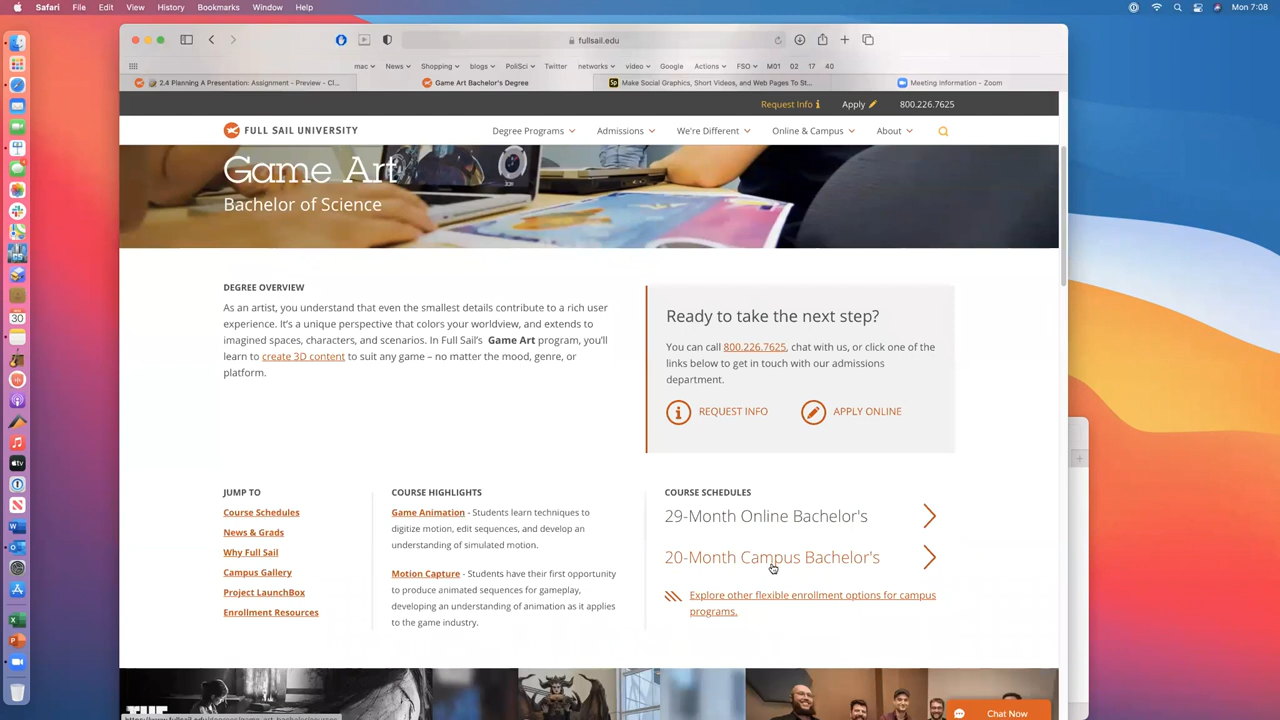 Safari File Edit View History Bookmarks Window Help Mon 7:08
fullsail.edu
mac News Shopping blogs PoliSci Twitter networks video Google Actions FSO M01 02 17 40
2.4 Planning A Presentation: Assignment - Preview - Cl... Game Art Bachelor's Degree Make Social Graphics, Short Videos, and Web Pages To St... Meeting Information - Zoom
Request Info Apply 800.226.7625
FULL SAIL UNIVERSITY Degree Programs Admissions We're Different Online & Campus About
Game Art
Bachelor of Science
DEGREE OVERVIEW
As an artist, you understand that even the smallest details contribute to a rich user
experience. It's a unique perspective that colors your worldview, and extends to
imagined spaces, characters, and scenarios. In Full Sail's Game Art program, you'll
learn to create 3D content to suit any game – no matter the mood, genre, or
platform.
Ready to take the next step?
You can call 800.226.7625, chat with us, or click one of the
links below to get in touch with our admissions
department.
REQUEST INFO APPLY ONLINE
JUMP TO
Course Schedules
News & Grads
Why Full Sail
Campus Gallery
Project LaunchBox
Enrollment Resources
COURSE HIGHLIGHTS
Game Animation - Students learn techniques to
digitize motion, edit sequences, and develop an
understanding of simulated motion.
Motion Capture - Students have their first opportunity
to produce animated sequences for gameplay,
developing an understanding of animation as it applies
to the game industry.
COURSE SCHEDULES
29-Month Online Bachelor's
20-Month Campus Bachelor's
Explore other flexible enrollment options for campus
programs.
THE
Chat Now
30
tv